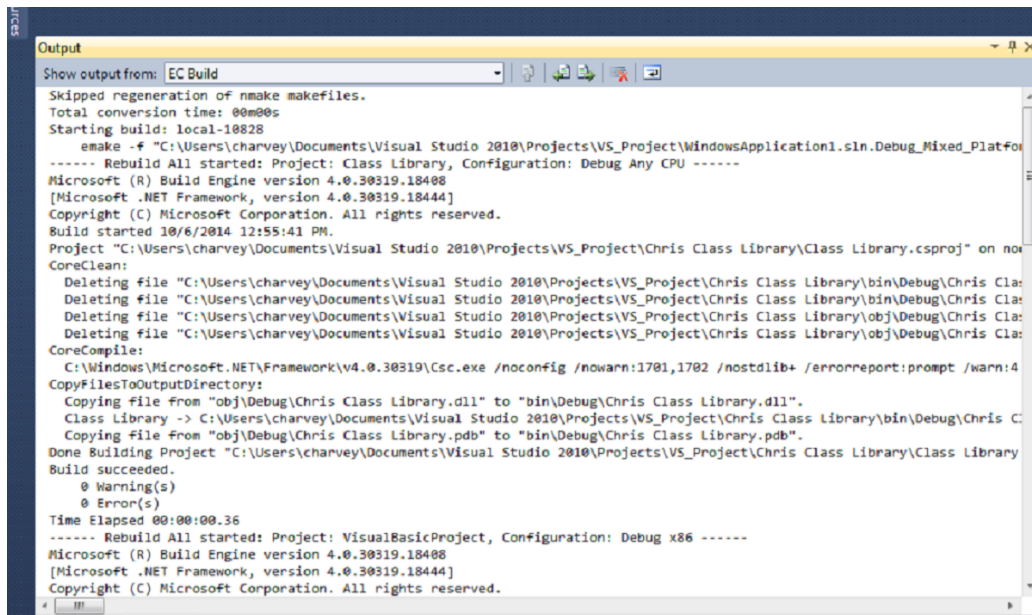 urces
Output
Show output from: EC Build
Skipped regeneration of nmake makefiles.
Total conversion time: 00m00s
Starting build: local-10828
emake -f "C:\Users\charvey\Documents\Visual Studio 2010\Projects\VS_Project\WindowsApplication1.sln.Debug_Mixed_Platfor
------ Rebuild All started: Project: Class Library, Configuration: Debug Any CPU ------
Microsoft (R) Build Engine version 4.0.30319.18408
[Microsoft .NET Framework, version 4.0.30319.18444]
Copyright (C) Microsoft Corporation. All rights reserved.
Build started 10/6/2014 12:55:41 PM.
Project "C:\Users\charvey\Documents\Visual Studio 2010\Projects\VS_Project\Chris Class Library\Class Library.csproj" on no
CoreClean:
Deleting file "C:\Users\charvey\Documents\Visual Studio 2010\Projects\VS_Project\Chris Class Library\bin\Debug\Chris Cla
Deleting file "C:\Users\charvey\Documents\Visual Studio 2010\Projects\VS_Project\Chris Class Library\bin\Debug\Chris Cla
Deleting file "C:\Users\charvey\Documents\Visual Studio 2010\Projects\VS_Project\Chris Class Library\obj\Debug\Chris Cla
Deleting file "C:\Users\charvey\Documents\Visual Studio 2010\Projects\VS_Project\Chris Class Library\obj\Debug\Chris Cla
CoreCompile:
C:\Windows\Microsoft.NET\Framework\v4.0.30319\Csc.exe /noconfig /nowarn:1701,1702 /nostdlib+ /errorreport:prompt /warn:4
CopyFilesToOutputDirectory:
Copying file from "obj\Debug\Chris Class Library.dll" to "bin\Debug\Chris Class Library.dll".
Class Library -> C:\Users\charvey\Documents\Visual Studio 2010\Projects\VS_Project\Chris Class Library\bin\Debug\Chris C
Copying file from "obj\Debug\Chris Class Library.pdb" to "bin\Debug\Chris Class Library.pdb".
Done Building Project "C:\Users\charvey\Documents\Visual Studio 2010\Projects\VS_Project\Chris Class Library\Class Library
Build succeeded.
0 Warning(s)
0 Error(s)
Time Elapsed 00:00:00.36
------ Rebuild All started: Project: VisualBasicProject, Configuration: Debug x86 ------
Microsoft (R) Build Engine version 4.0.30319.18408
[Microsoft .NET Framework, version 4.0.30319.18444]
Copyright (C) Microsoft Corporation. All rights reserved.